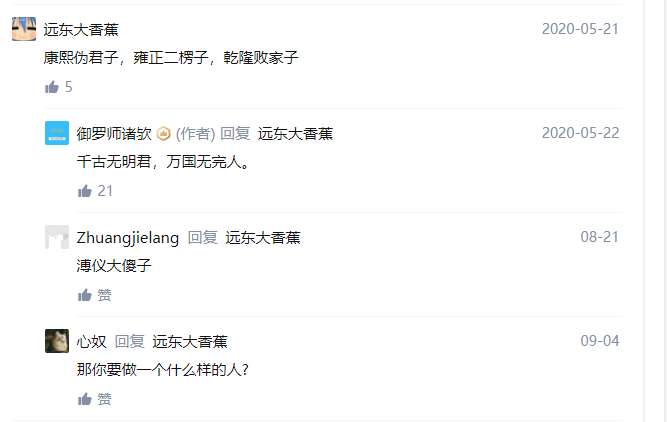 远东大香蕉 2020-05-21
康熙伪君子，雍正二楞子，乾隆败家子
5
御罗师诸钦 (作者) 回复 远东大香蕉 2020-05-22
千古无明君，万国无完人。
21
Zhuangjielang 回复 远东大香蕉 08-21
溥仪大傻子
赞
心奴 回复 远东大香蕉 09-04
那你要做一个什么样的人?
赞